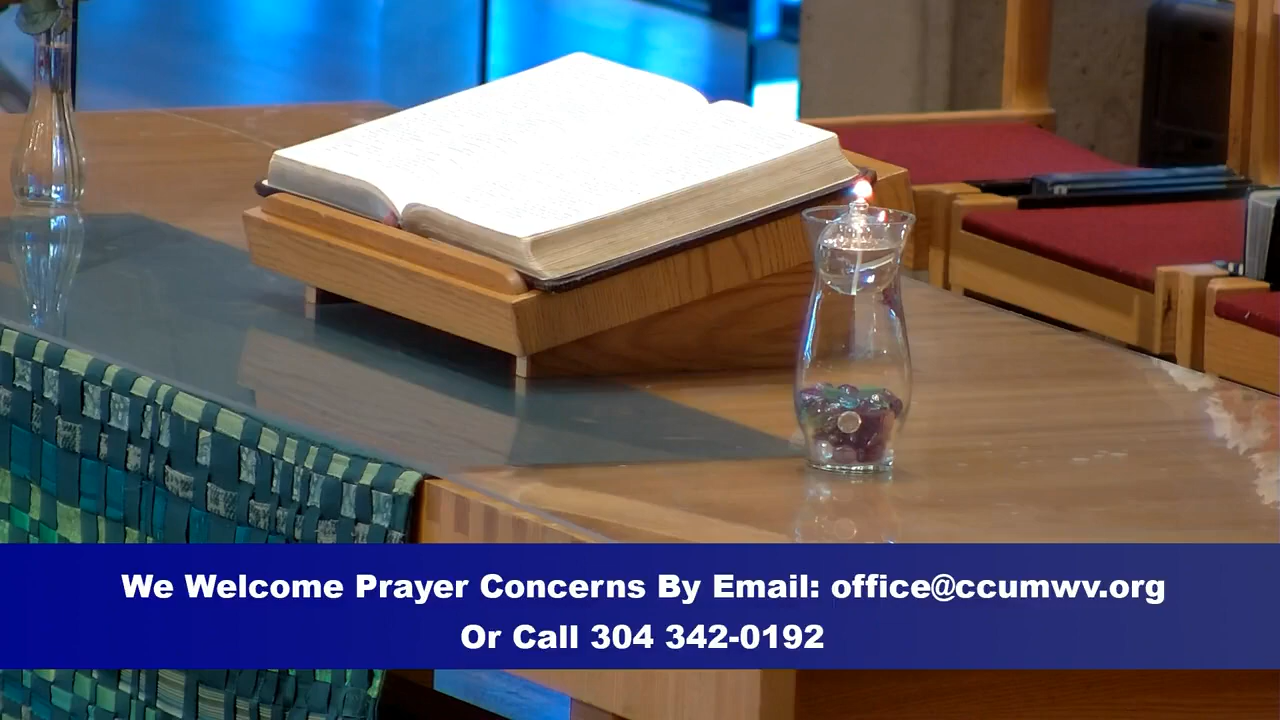 We Welcome Prayer Concerns By Email: office@ccumwv.org
Or Call 304 342-0192